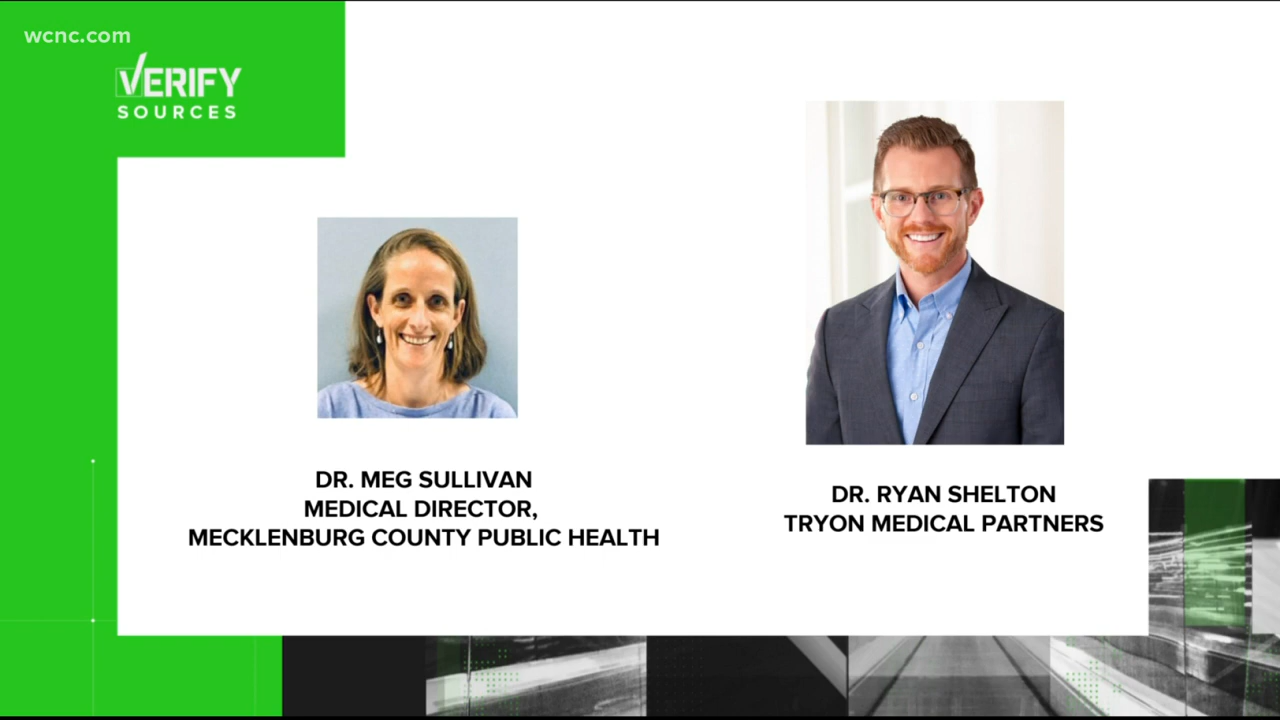 wcnc.com
VERIFY
SOURCES
DR. MEG SULLIVAN
MEDICAL DIRECTOR,
MECKLENBURG COUNTY PUBLIC HEALTH
DR. RYAN SHELTON
TRYON MEDICAL PARTNERS